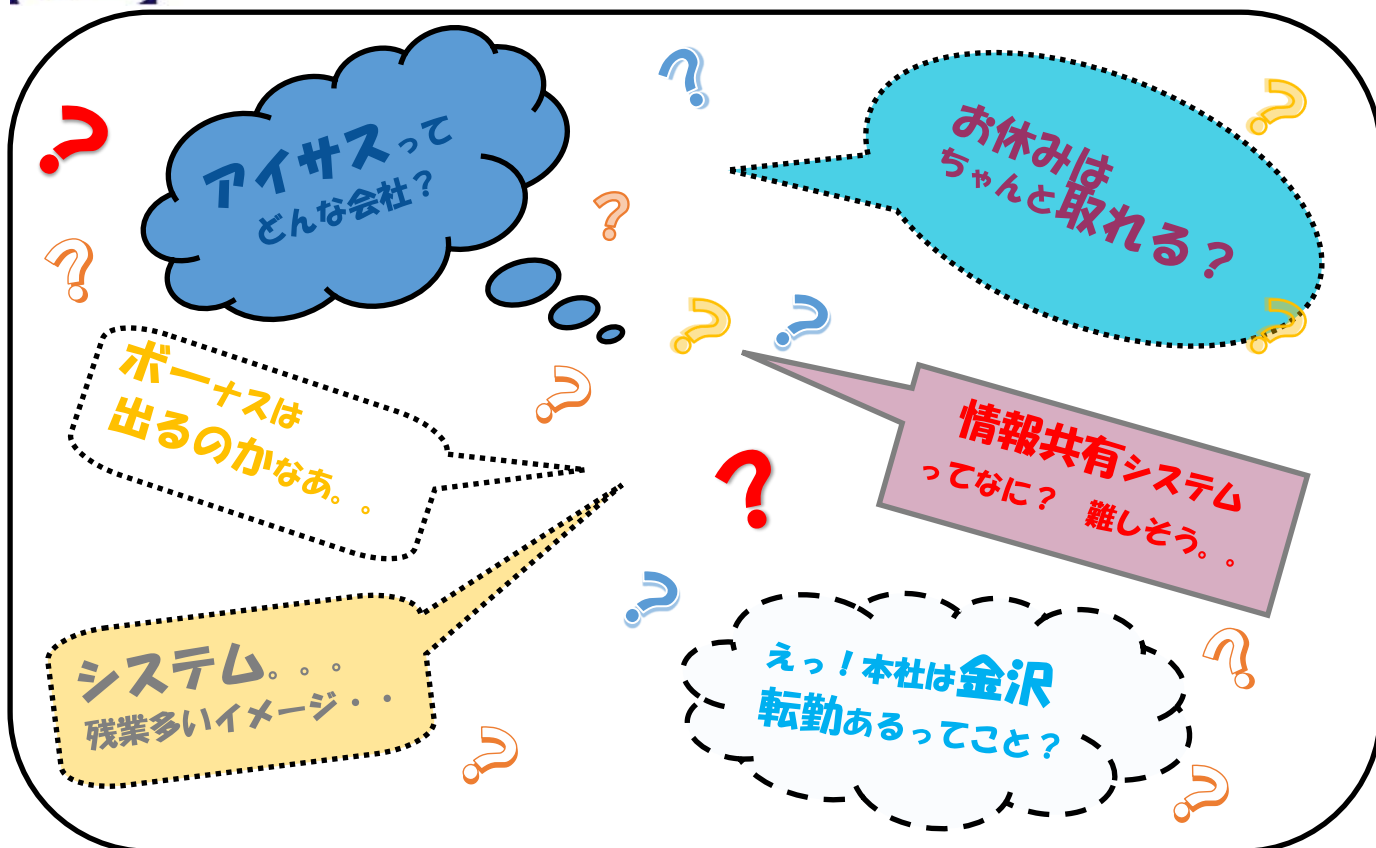 アイサスって
どんな会社？
お休みは
ちゃんと取れる？
ボーナスは
出るのかなあ。。
情報共有システム
ってなに？　難しそう。。
システム。。。
残業多いイメージ・・
えっ！本社は金沢
転勤あるってこと？